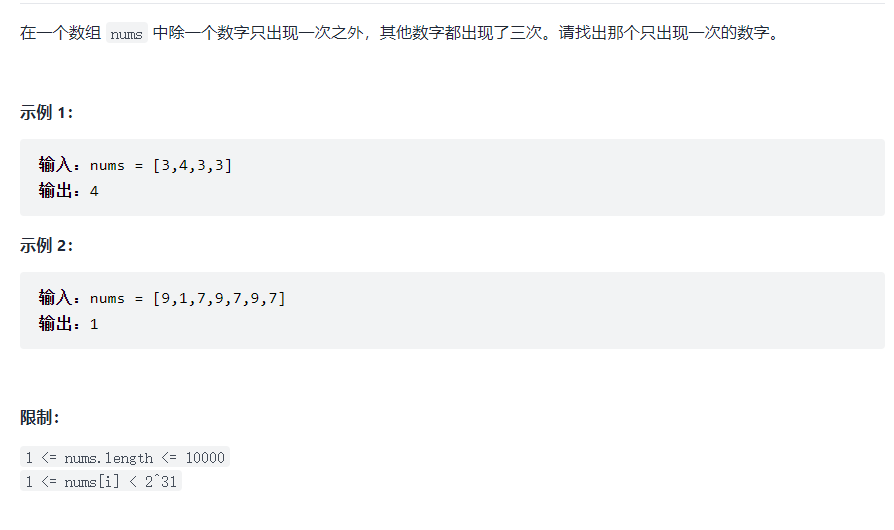 在一个数组 nums 中除一个数字只出现一次之外，其他数字都出现了三次。请找出那个只出现一次的数字。
示例 1：
输入：nums = [3,4,3,3]
输出：4
示例 2：
输入：nums = [9,1,7,9,7,9,7]
输出：1
限制：
1 <= nums.length <= 10000
1 <= nums[i] < 2^31